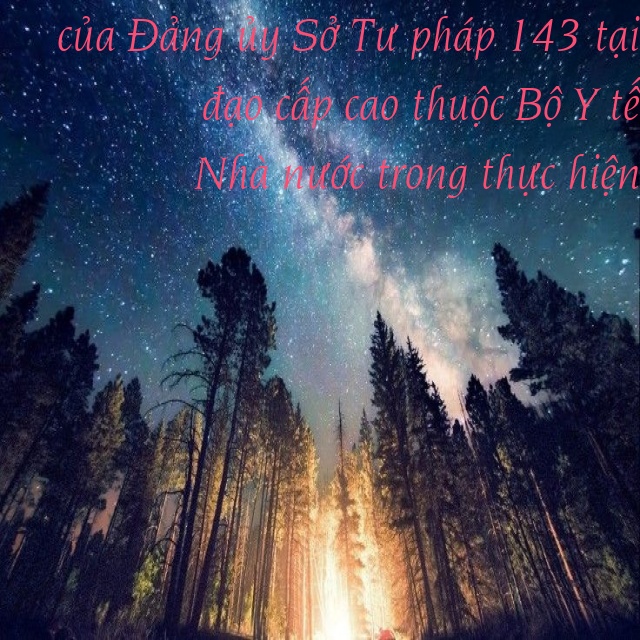 của Đảng ủy Sở Tư pháp 143 tại
đạo cấp cao thuộc Bộ Y tế
Nhà nước trong thực hiện